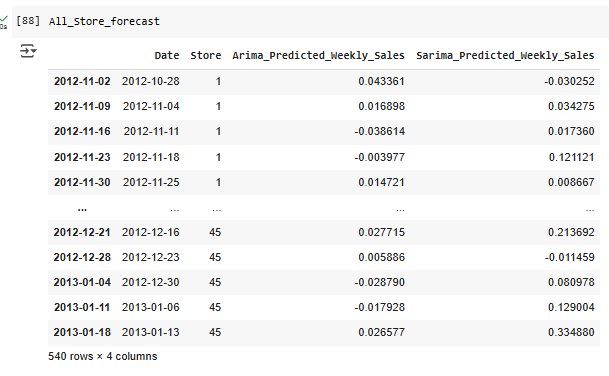 [88] All_Store_forecast
Date Store Arima_Predicted_Weekly_Sales Sarima_Predicted_Weekly_Sales
2012-11-02 2012-10-28 1 0.043361 -0.030252
2012-11-09 2012-11-04 1 0.016898 0.034275
2012-11-16 2012-11-11 1 -0.038614 0.017360
2012-11-23 2012-11-18 1 -0.003977 0.121121
2012-11-30 2012-11-25 1 0.014721 0.008667
... ... ... ... ...
2012-12-21 2012-12-16 45 0.027715 0.213692
2012-12-28 2012-12-23 45 0.005886 -0.011459
2013-01-04 2012-12-30 45 -0.028790 0.080978
2013-01-11 2013-01-06 45 -0.017928 0.129004
2013-01-18 2013-01-13 45 0.026577 0.334880
540 rows × 4 columns